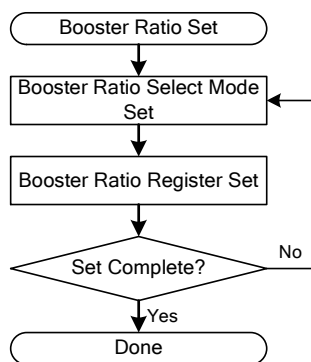 Booster Ratio Set
Booster Ratio Select Mode
Set
Booster Ratio Register Set
Set Complete?
No
Yes
Done